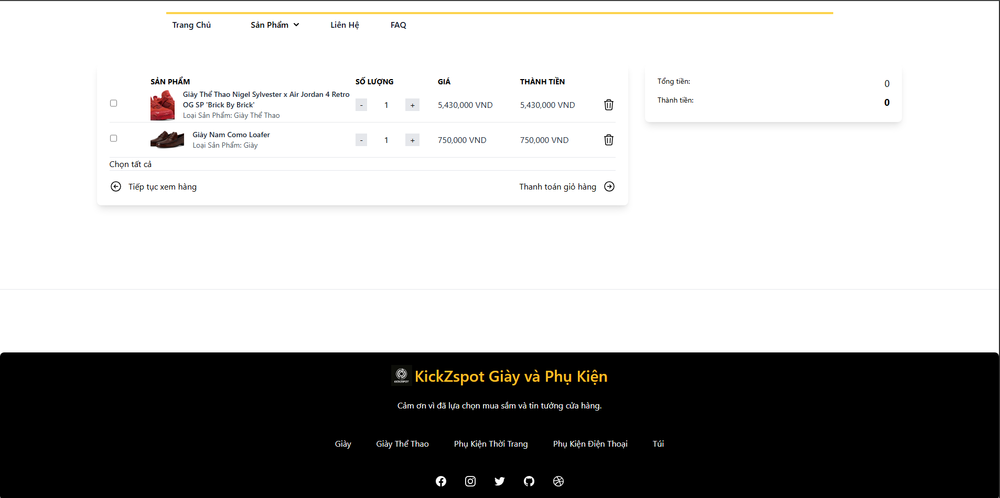 Trang Chủ Sản Phẩm Liên Hệ FAQ
SẢN PHẨM SỐ LƯỢNG GIÁ THÀNH TIỀN
Giày Thể Thao Nigel Sylvester x Air Jordan 4 Retro
OG SP 'Brick By Brick'
Loại Sản Phẩm: Giày Thể Thao
- 1 + 5,430,000 VND 5,430,000 VND
Giày Nam Como Loafer
Loại Sản Phẩm: Giày
- 1 + 750,000 VND 750,000 VND
Chọn tất cả
Tiếp tục xem hàng Thanh toán giỏ hàng
Tổng tiền: 0
Thành tiền: 0
KICKZSPOT
KickZspot Giày và Phụ Kiện
Cảm ơn vì đã lựa chọn mua sắm và tin tưởng cửa hàng.
Giày Giày Thể Thao Phụ Kiện Thời Trang Phụ Kiện Điện Thoại Túi